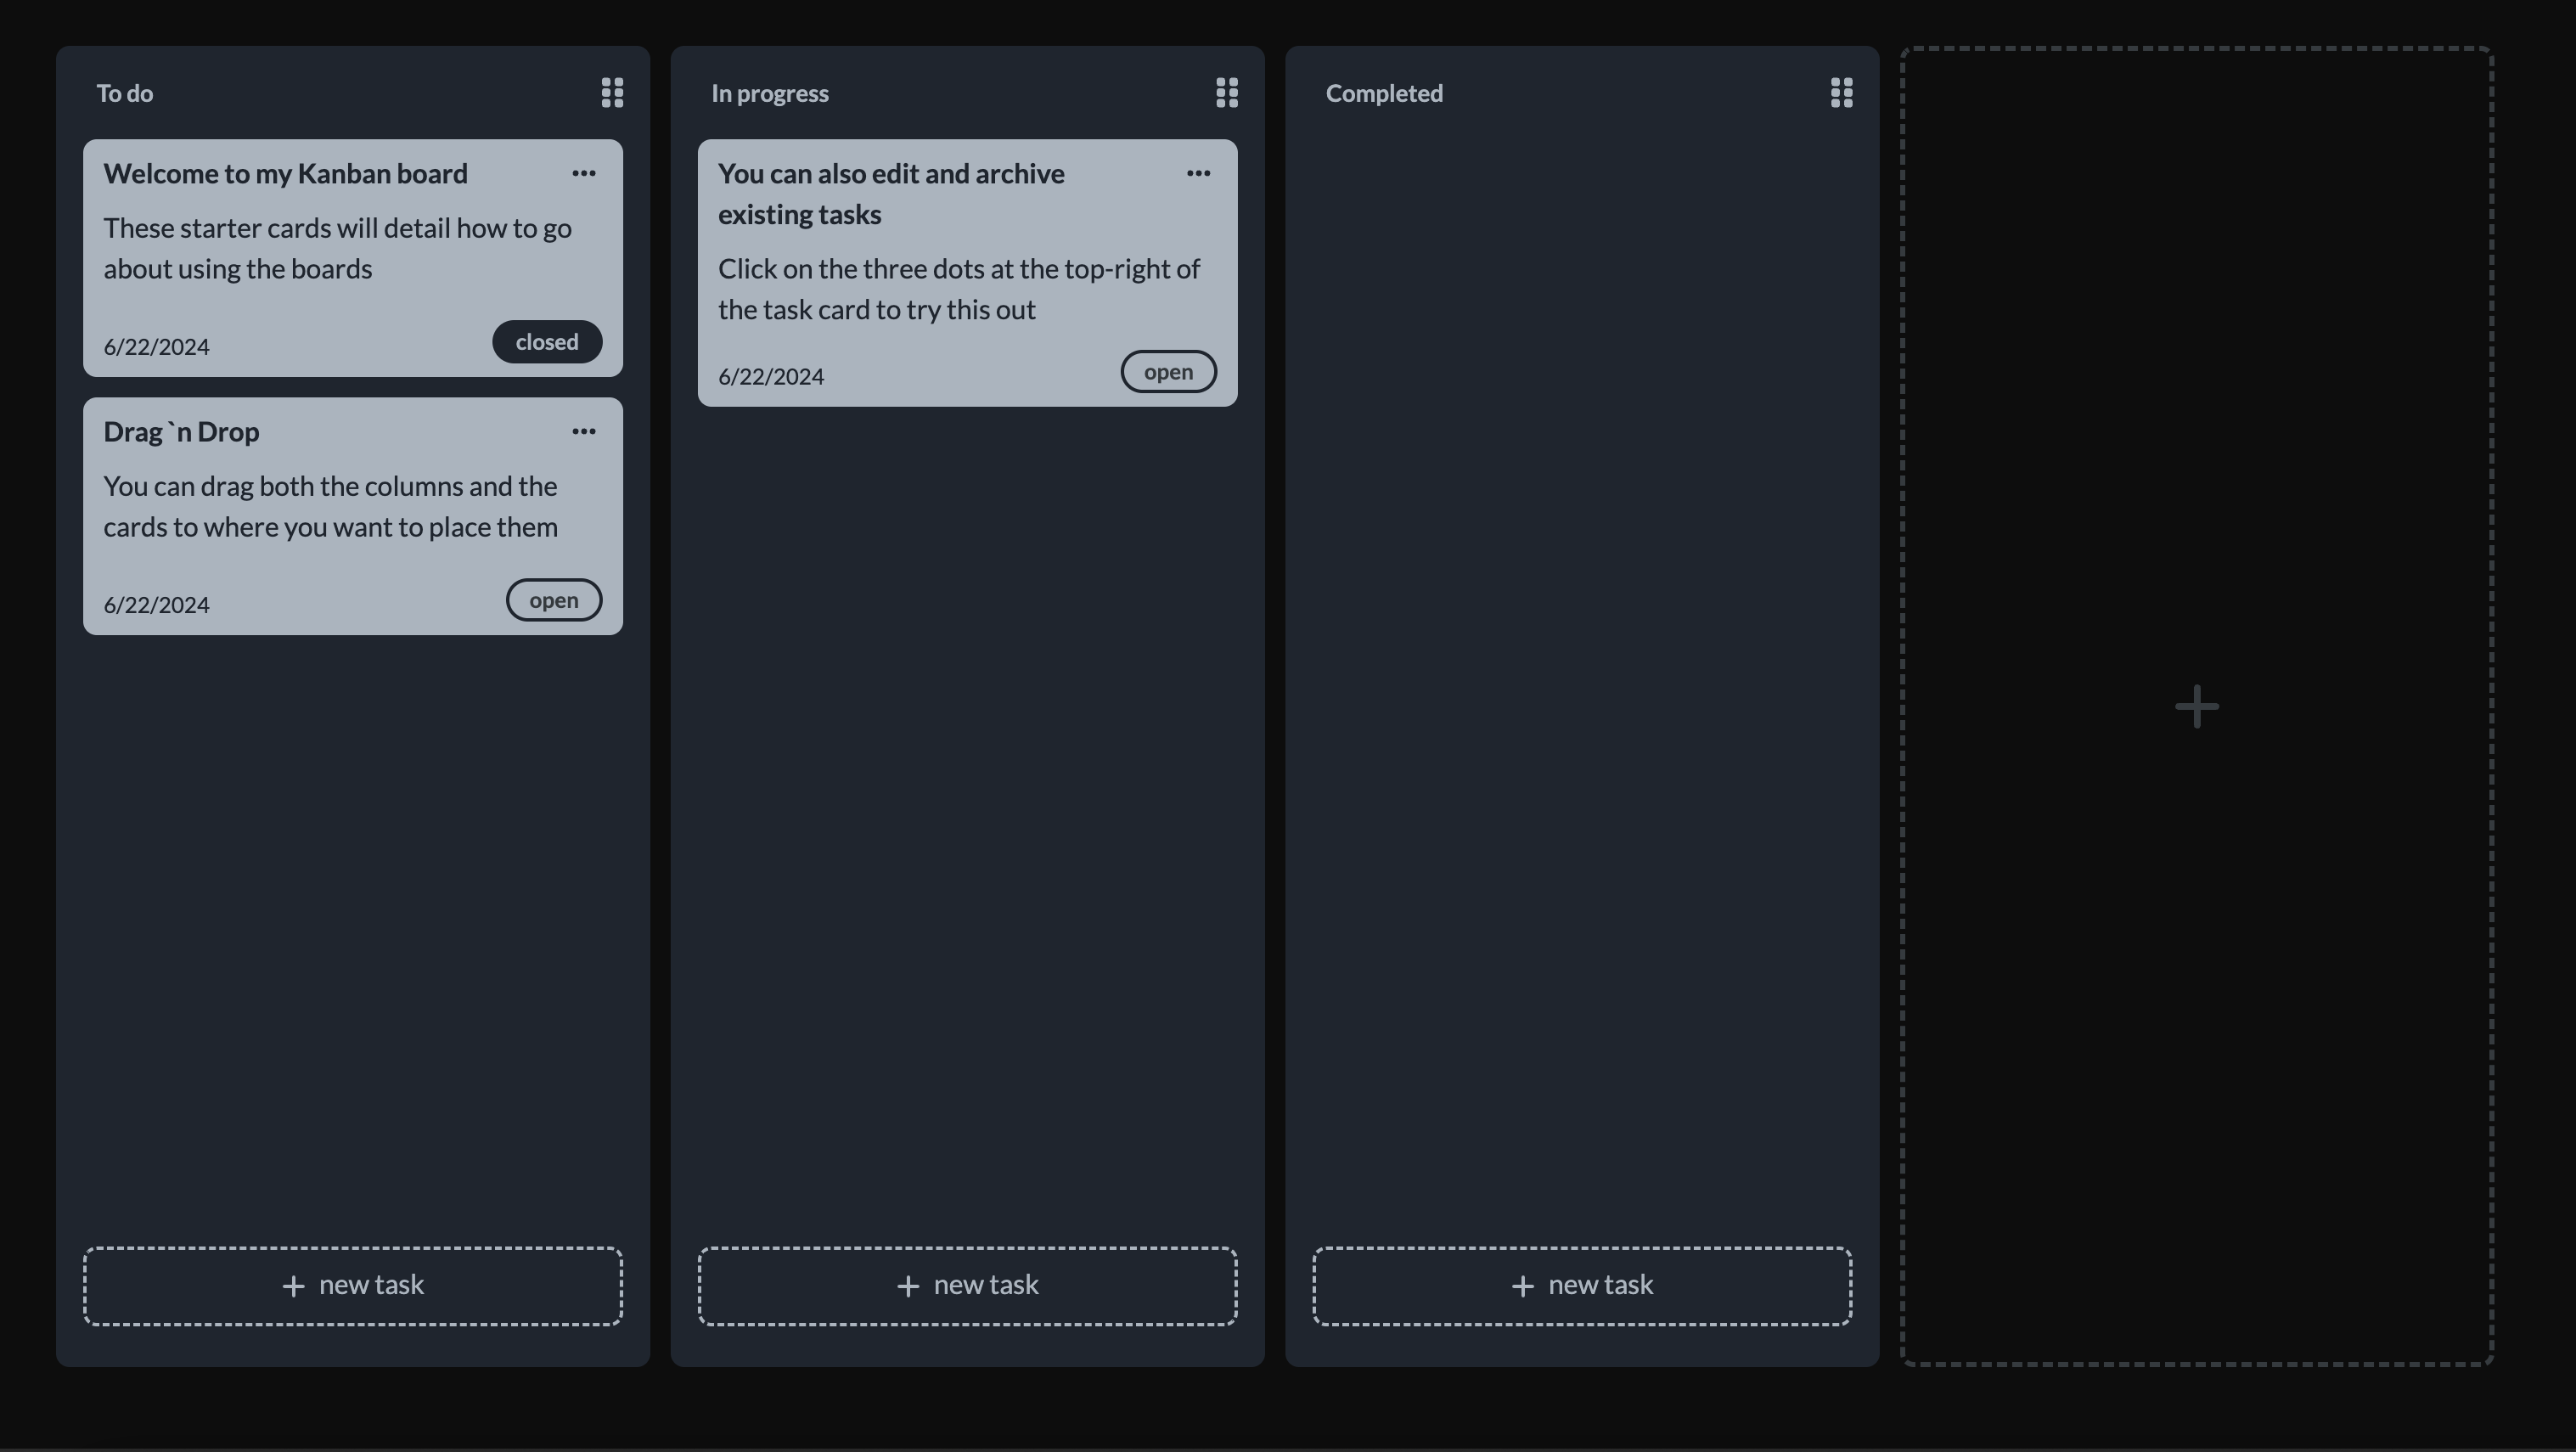 To do
Welcome to my Kanban board
These starter cards will detail how to go
about using the boards
6/22/2024
closed
Drag `n Drop
You can drag both the columns and the
cards to where you want to place them
6/22/2024
open
+ new task
In progress
You can also edit and archive
existing tasks
Click on the three dots at the top-right of
the task card to try this out
6/22/2024
open
+ new task
Completed
+ new task